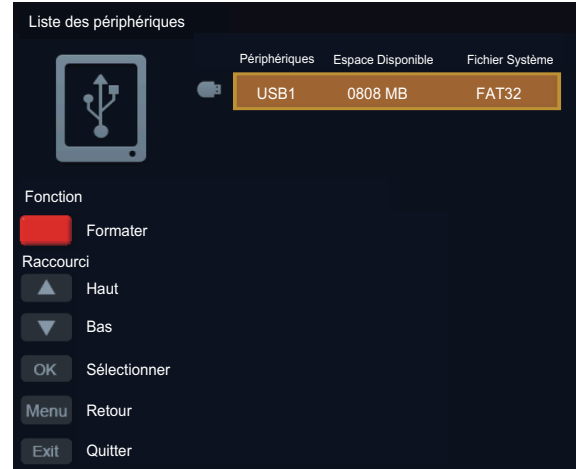 Liste des périphériques
Périphériques Espace Disponible Fichier Système
USB1 0808 MB FAT32
Fonction
Formater
Raccourci
Haut
Bas
OK Sélectionner
Menu Retour
Exit Quitter